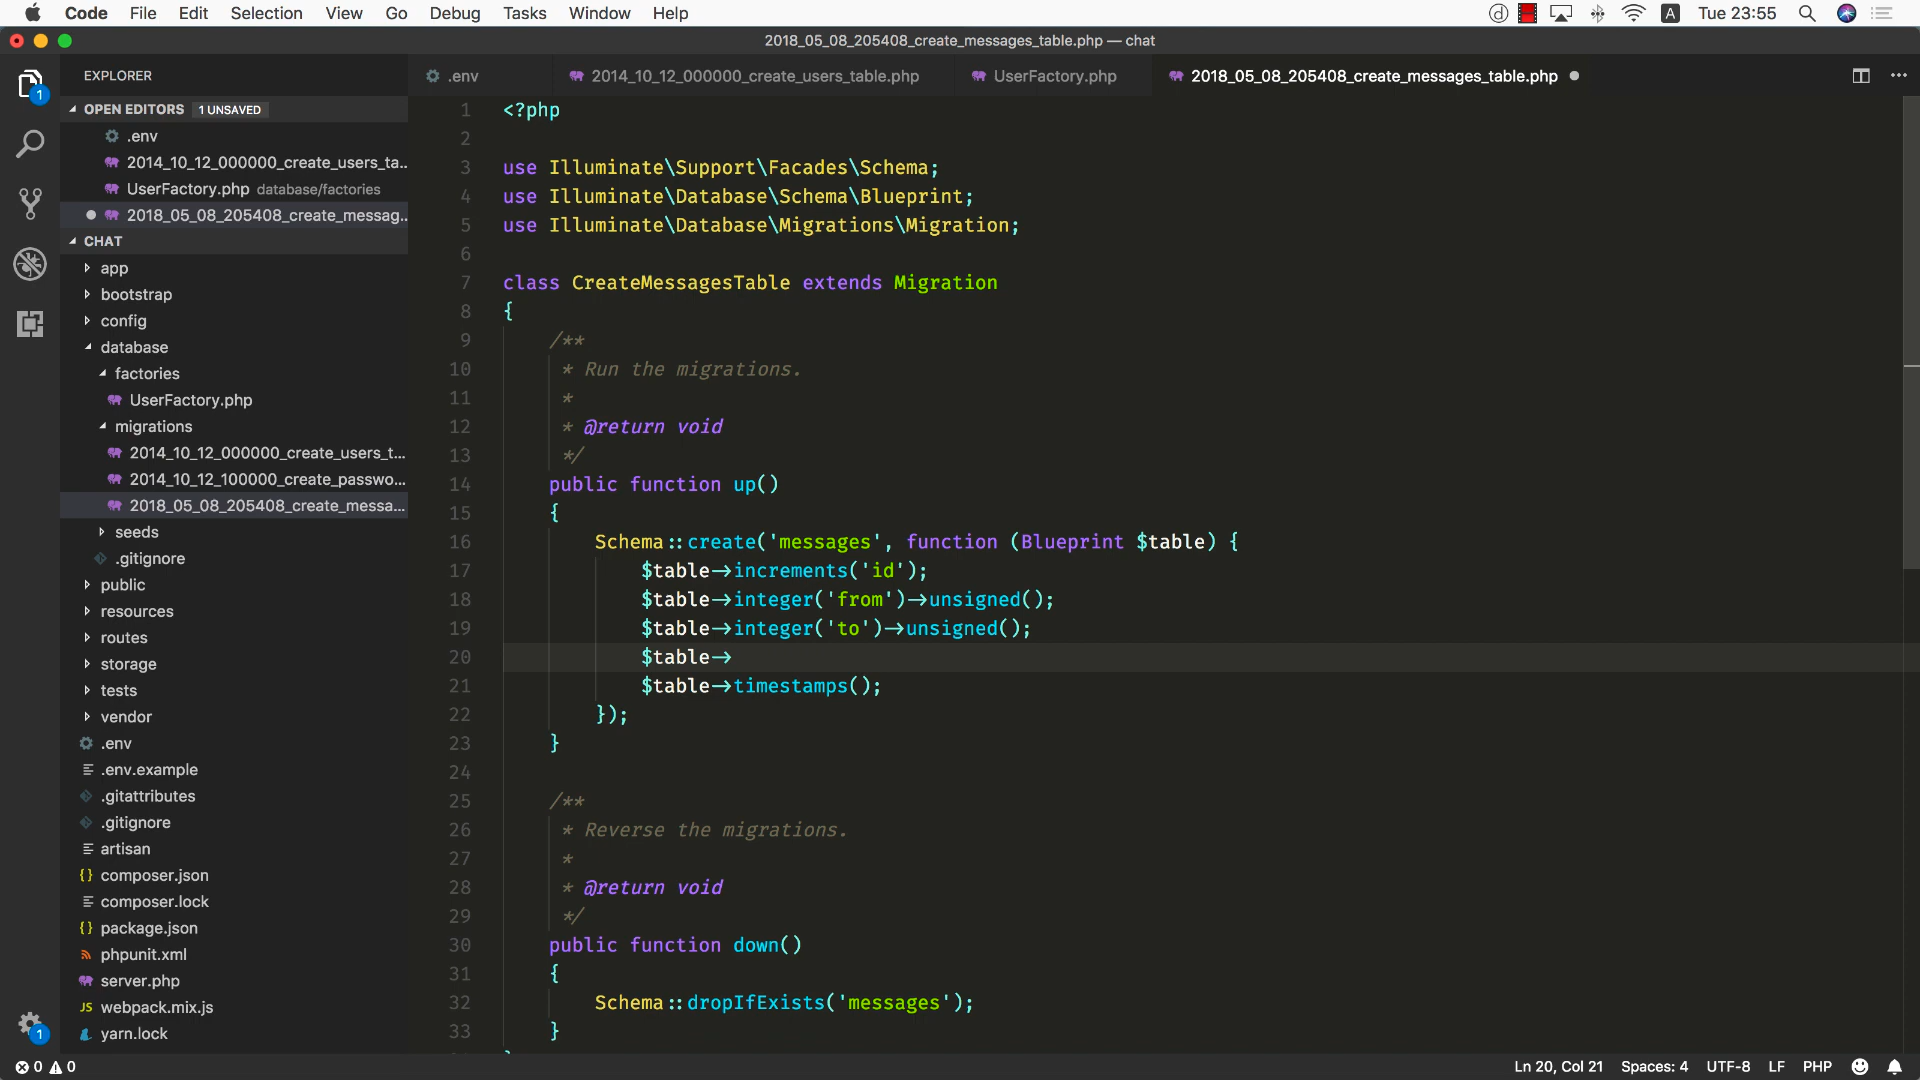 Code File Edit Selection View Go Debug Tasks Window Help
A Tue 23:55
2018_05_08_205408_create_messages_table.php — chat
EXPLORER
.env 2014_10_12_000000_create_users_table.php UserFactory.php 2018_05_08_205408_create_messages_table.php
1
OPEN EDITORS 1 UNSAVED
.env
2014_10_12_000000_create_users_ta...
UserFactory.php database/factories
2018_05_08_205408_create_messag...
CHAT
app
bootstrap
config
database
factories
UserFactory.php
migrations
2014_10_12_000000_create_users_t...
2014_10_12_100000_create_passwo...
2018_05_08_205408_create_messa...
seeds
.gitignore
public
resources
routes
storage
tests
vendor
.env
.env.example
.gitattributes
.gitignore
artisan
{} composer.json
composer.lock
{} package.json
phpunit.xml
server.php
JS webpack.mix.js
yarn.lock
1
1 <?php
2
3 use Illuminate\Support\Facades\Schema;
4 use Illuminate\Database\Schema\Blueprint;
5 use Illuminate\Database\Migrations\Migration;
6
7 class CreateMessagesTable extends Migration
8 {
9 /**
10 * Run the migrations.
11 *
12 * @return void
13 */
14 public function up()
15 {
16 Schema::create('messages', function (Blueprint $table) {
17 $table->increments('id');
18 $table->integer('from')->unsigned();
19 $table->integer('to')->unsigned();
20 $table->
21 $table->timestamps();
22 });
23 }
24
25 /**
26 * Reverse the migrations.
27 *
28 * @return void
29 */
30 public function down()
31 {
32 Schema::dropIfExists('messages');
33 }
0 0
Ln 20, Col 21 Spaces: 4 UTF-8 LF PHP